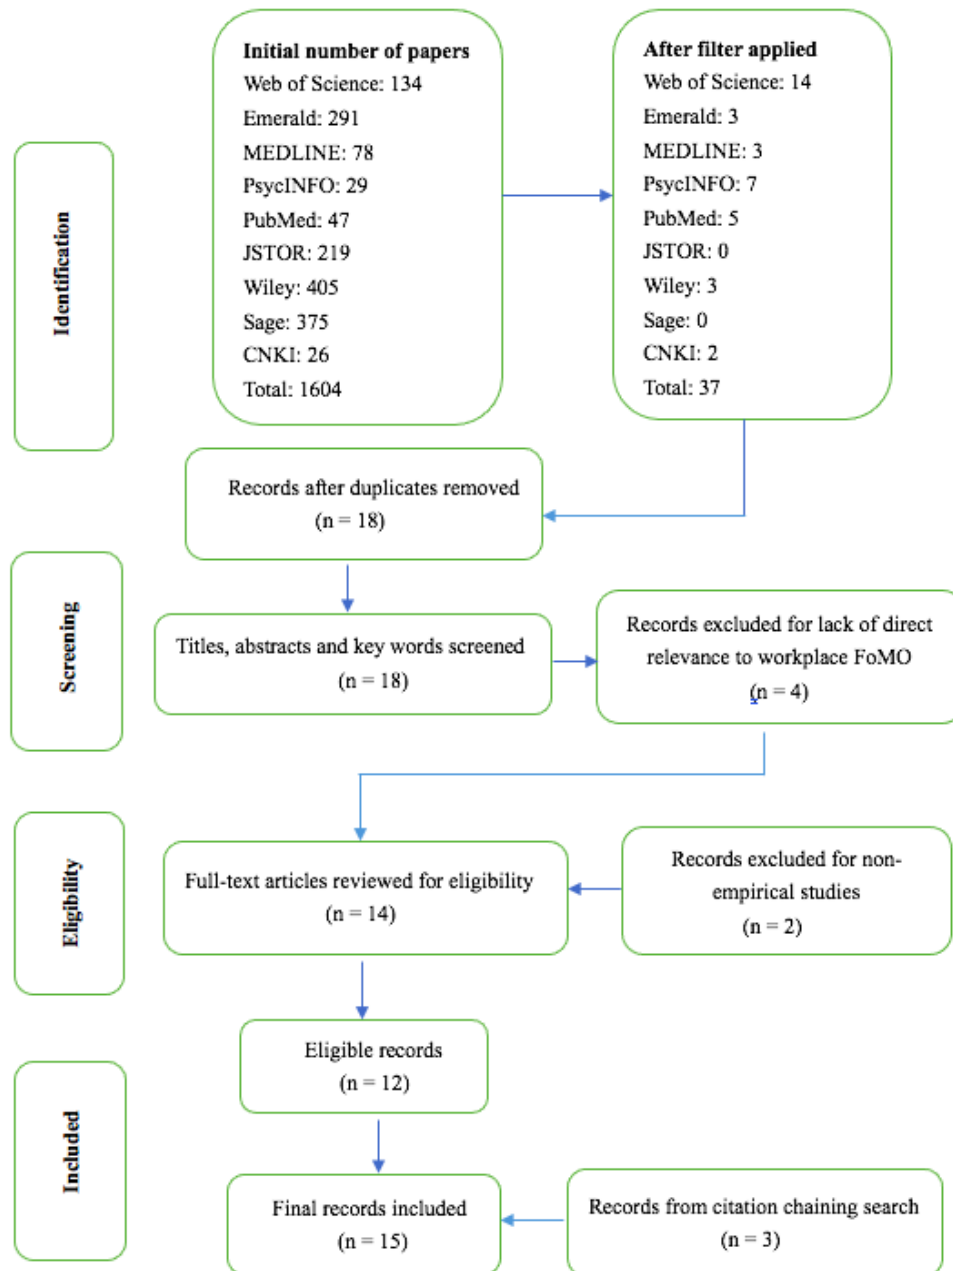 Initial number of papers
Web of Science: 134
Emerald: 291
MEDLINE: 78
PsycINFO: 29
PubMed: 47
JSTOR: 219
Wiley: 405
Sage: 375
CNKI: 26
Total: 1604
After filter applied
Web of Science: 14
Emerald: 3
MEDLINE: 3
PsycINFO: 7
PubMed: 5
JSTOR: 0
Wiley: 3
Sage: 0
CNKI: 2
Total: 37
Identification
Records after duplicates removed
(n = 18)
Screening
Titles, abstracts and key words screened
(n = 18)
Records excluded for lack of direct
relevance to workplace FoMO
(n = 4)
Eligibility
Full-text articles reviewed for eligibility
(n = 14)
Records excluded for non-
empirical studies
(n = 2)
Eligible records
(n = 12)
Included
Final records included
(n = 15)
Records from citation chaining search
(n = 3)